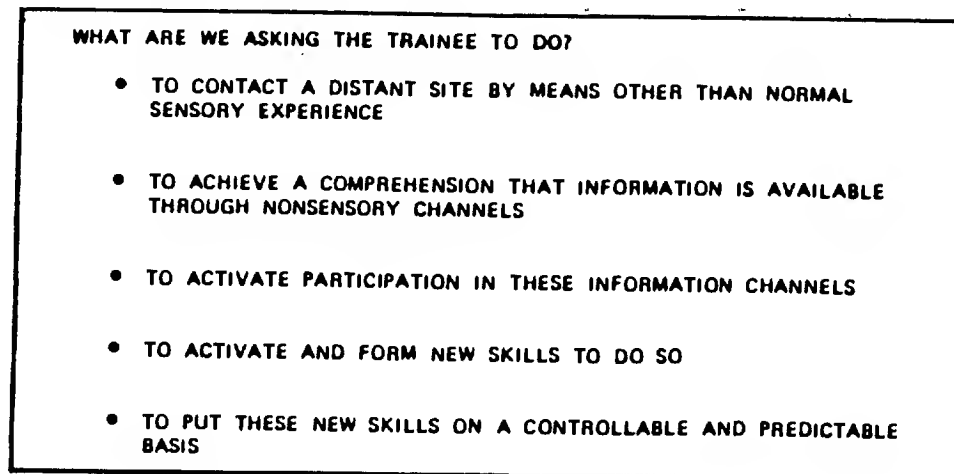 WHAT ARE WE ASKING THE TRAINEE TO DO?
• TO CONTACT A DISTANT SITE BY MEANS OTHER THAN NORMAL
SENSORY EXPERIENCE
• TO ACHIEVE A COMPREHENSION THAT INFORMATION IS AVAILABLE
THROUGH NONSENSORY CHANNELS
• TO ACTIVATE PARTICIPATION IN THESE INFORMATION CHANNELS
• TO ACTIVATE AND FORM NEW SKILLS TO DO SO
• TO PUT THESE NEW SKILLS ON A CONTROLLABLE AND PREDICTABLE
BASIS